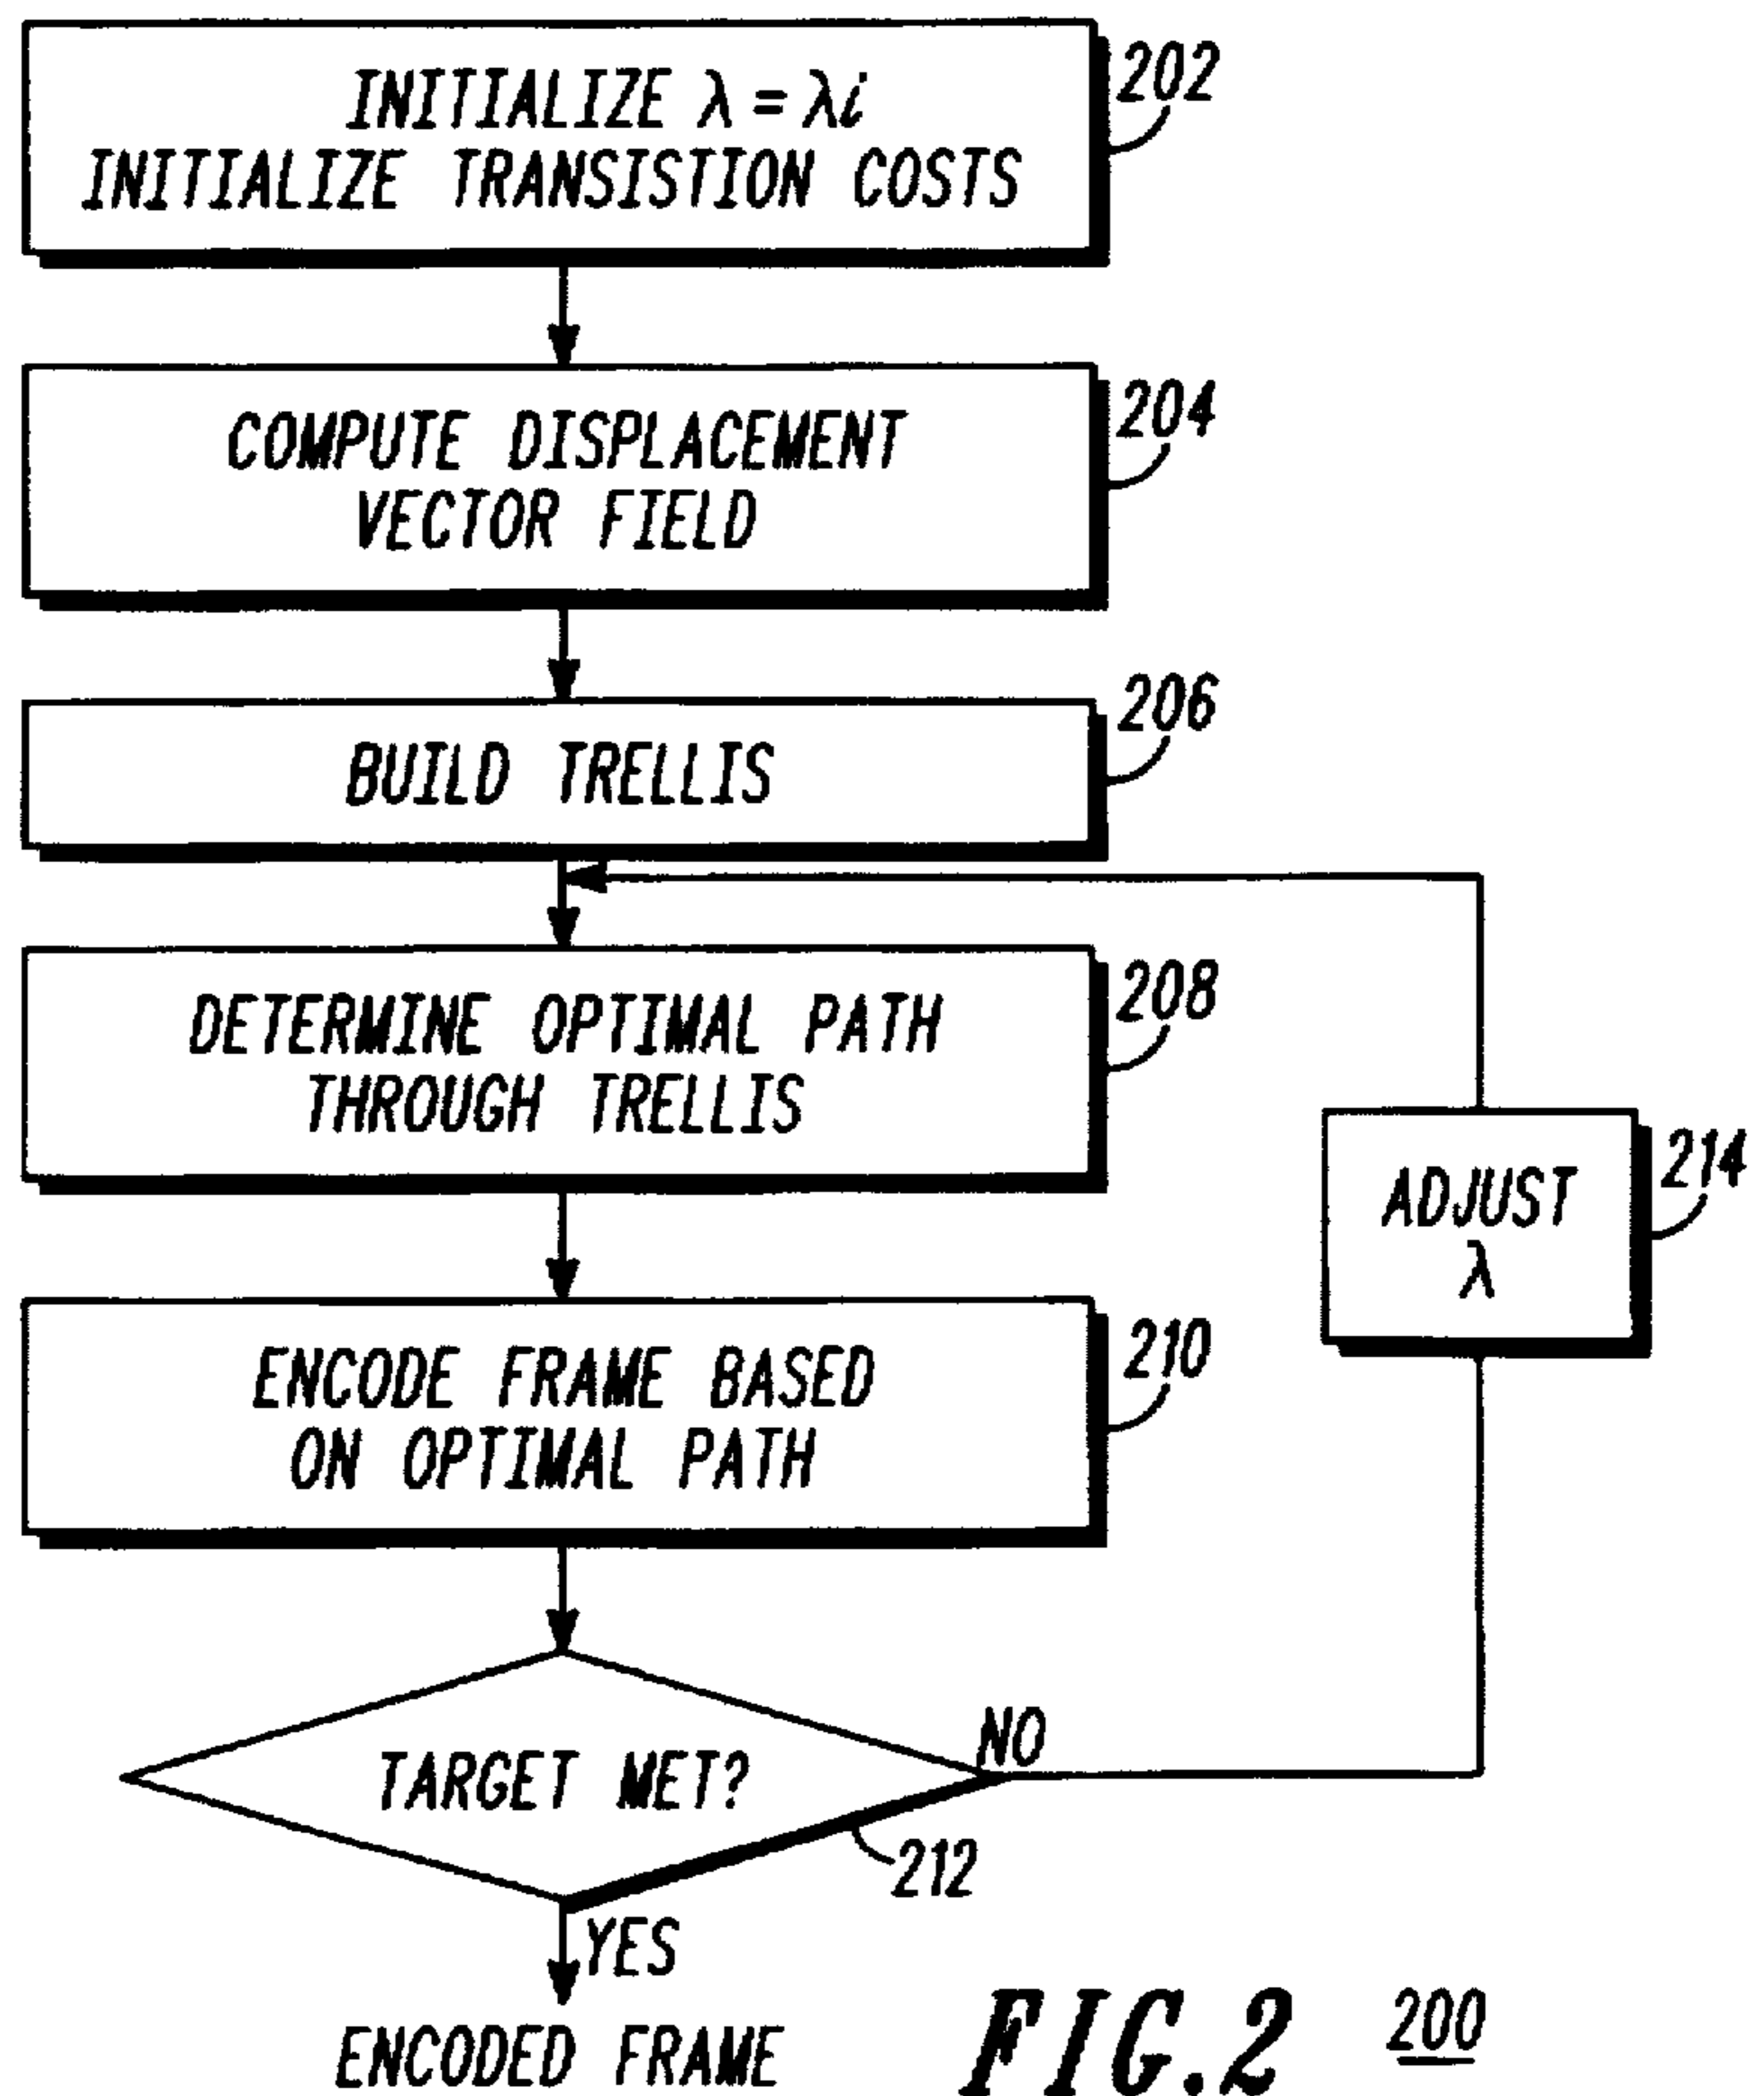 INITIALIZE λ = λi
INITIALIZE TRANSISTION COSTS
202
COMPUTE DISPLACEMENT
VECTOR FIELD
204
BUILD TRELLIS
206
DETERMINE OPTIMAL PATH
THROUGH TRELLIS
208
ADJUST
λ
214
ENCODE FRAME BASED
ON OPTIMAL PATH
210
TARGET MET?
NO
212
YES
ENCODED FRAME
FIG.2
200